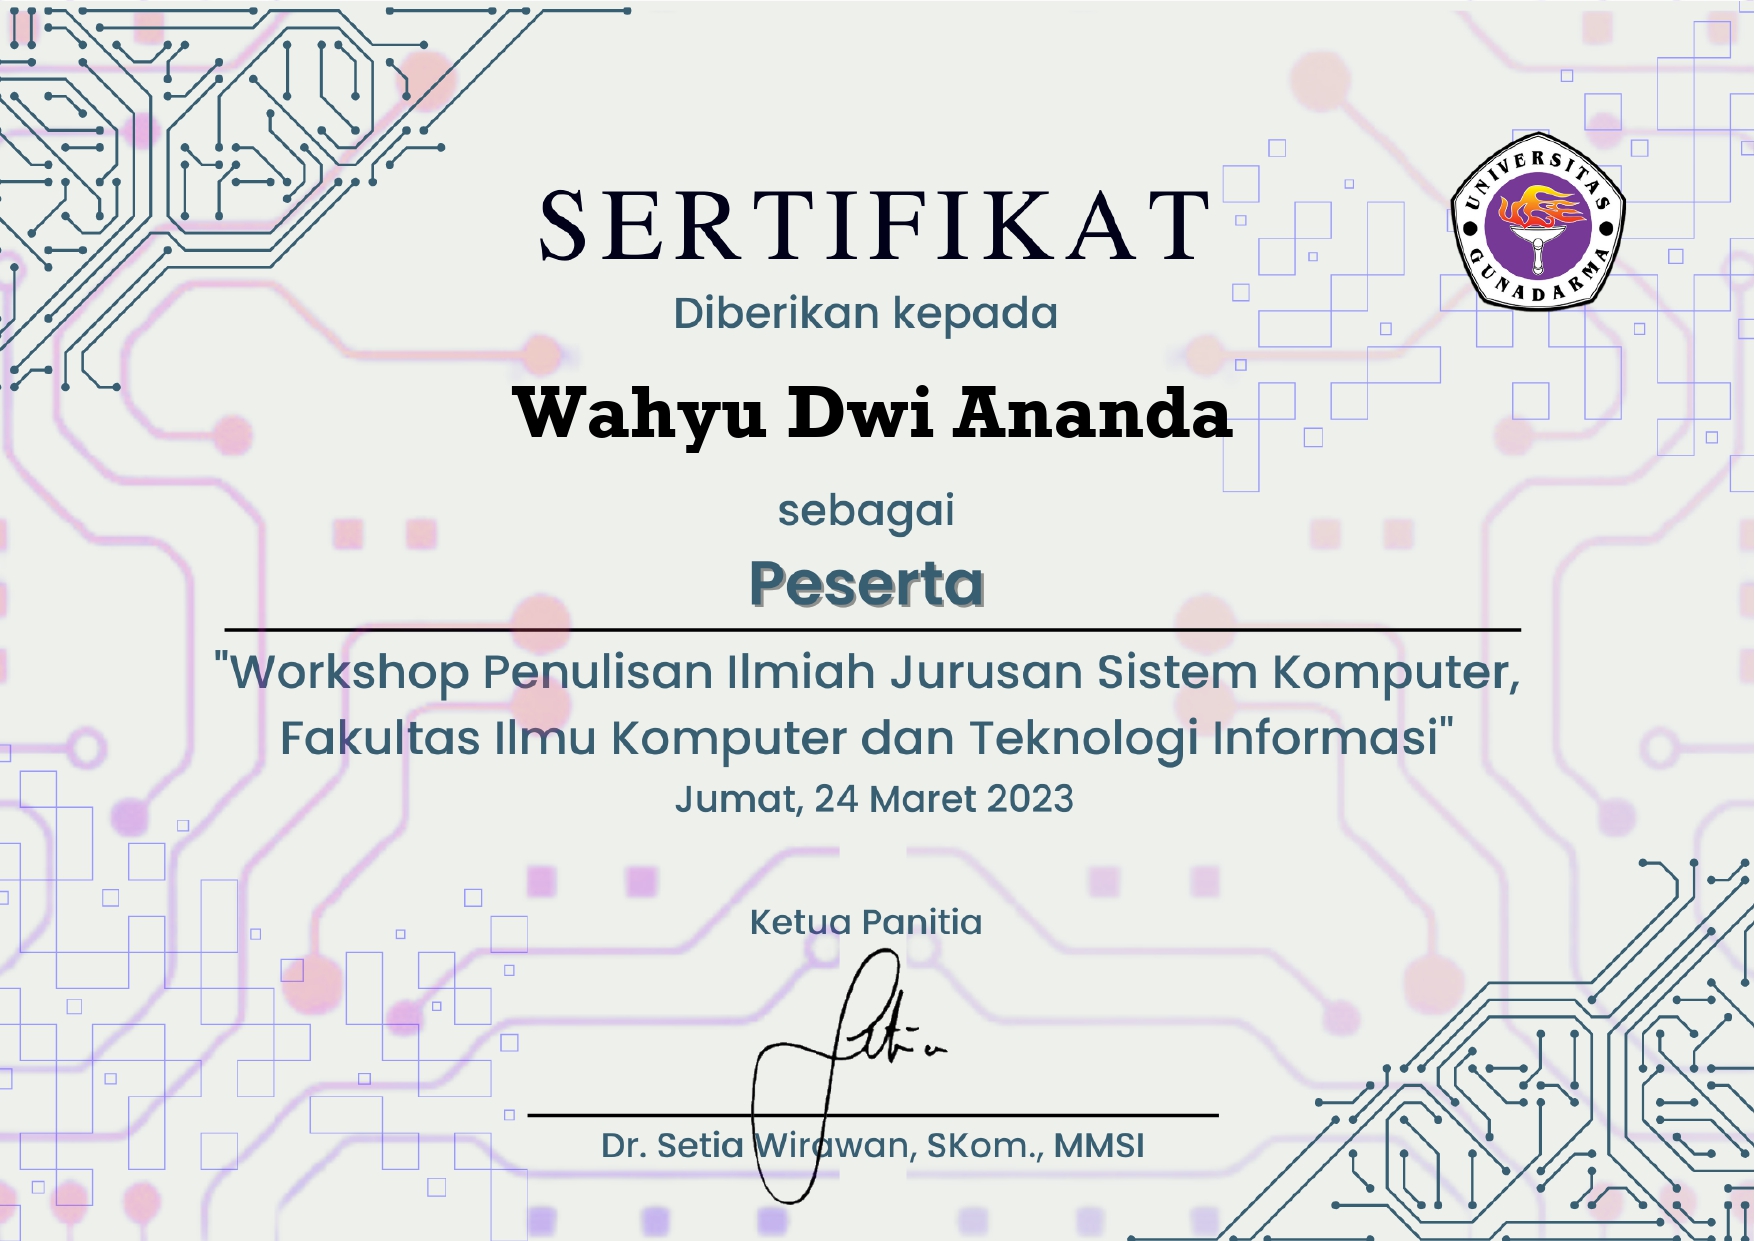 UNIVERSITAS
GUNADARMA
SERTIFIKAT
Diberikan kepada
Wahyu Dwi Ananda
sebagai
Peserta
"Workshop Penulisan Ilmiah Jurusan Sistem Komputer,
Fakultas Ilmu Komputer dan Teknologi Informasi"
Jumat, 24 Maret 2023
Ketua Panitia
Setia
Dr. Setia Wirawan, SKom., MMSI